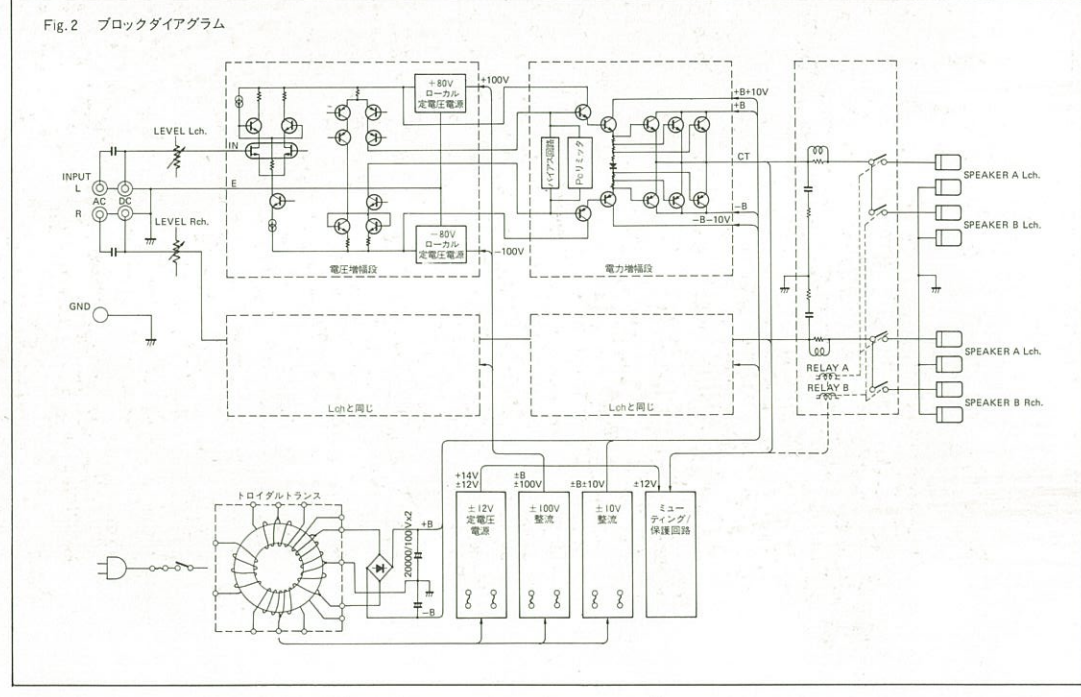 Fig.2 ブロックダイアグラム
+80V
ローカル
定電圧電源
+100V
LEVEL Lch.
IN
E
INPUT
L
AC
DC
R
LEVEL Rch.
-80V
ローカル
定電圧電源
-100V
電圧増幅段
バイアス回路
Pcリミッタ
+B+10V
+B
CT
-B
-B-10V
電力増幅段
SPEAKER A Lch.
SPEAKER B Lch.
GND
Lchと同じ
Lchと同じ
RELAY A
RELAY B
SPEAKER A Lch.
SPEAKER B Rch.
トロイダルトランス
+B
20000/100V×2
-B
+14V
±12V
±B
±100V
±B±10V
±12V
±12V
定電圧
電源
±100V
整流
±10V
整流
ミュー
ティング/
保護回路